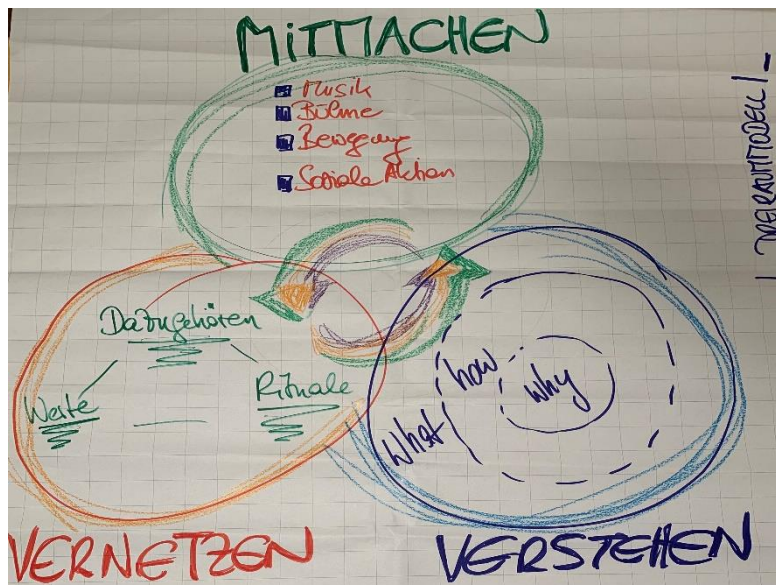 MITMACHEN
Musik
Bühne
Bewegung
Soziale Aktion
DREIRAUMMODELL
Dazugehören
Werte
Rituale
What
how
why
VERNETZEN
VERSTEHEN